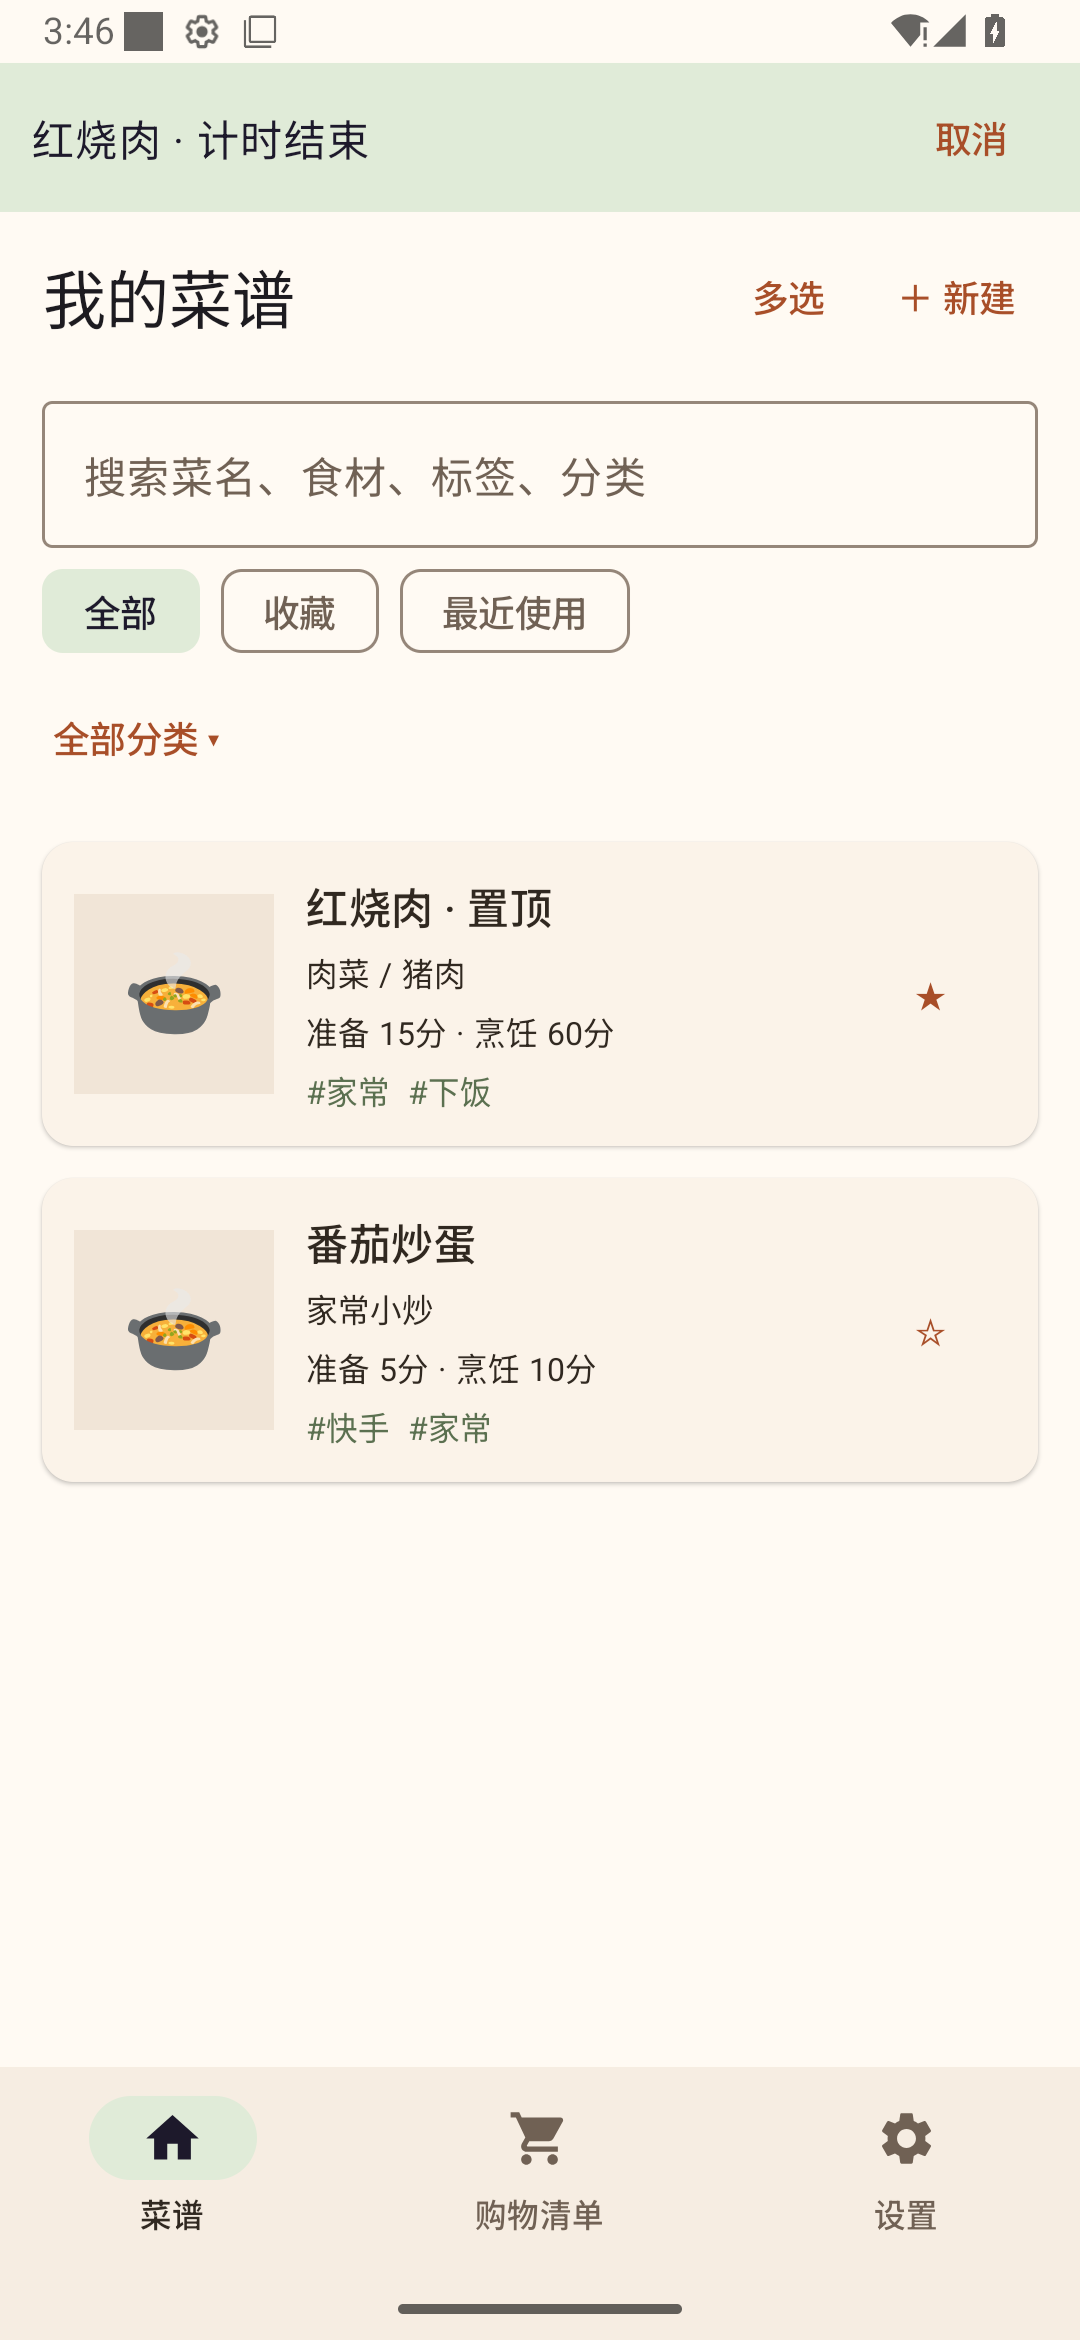 3:46
红烧肉 · 计时结束
取消
我的菜谱
多选
＋ 新建
搜索菜名、食材、标签、分类
全部
收藏
最近使用
全部分类 ▾
红烧肉 · 置顶
肉菜 / 猪肉
准备 15分 · 烹饪 60分
#家常 #下饭
★
番茄炒蛋
家常小炒
准备 5分 · 烹饪 10分
#快手 #家常
☆
菜谱
购物清单
设置